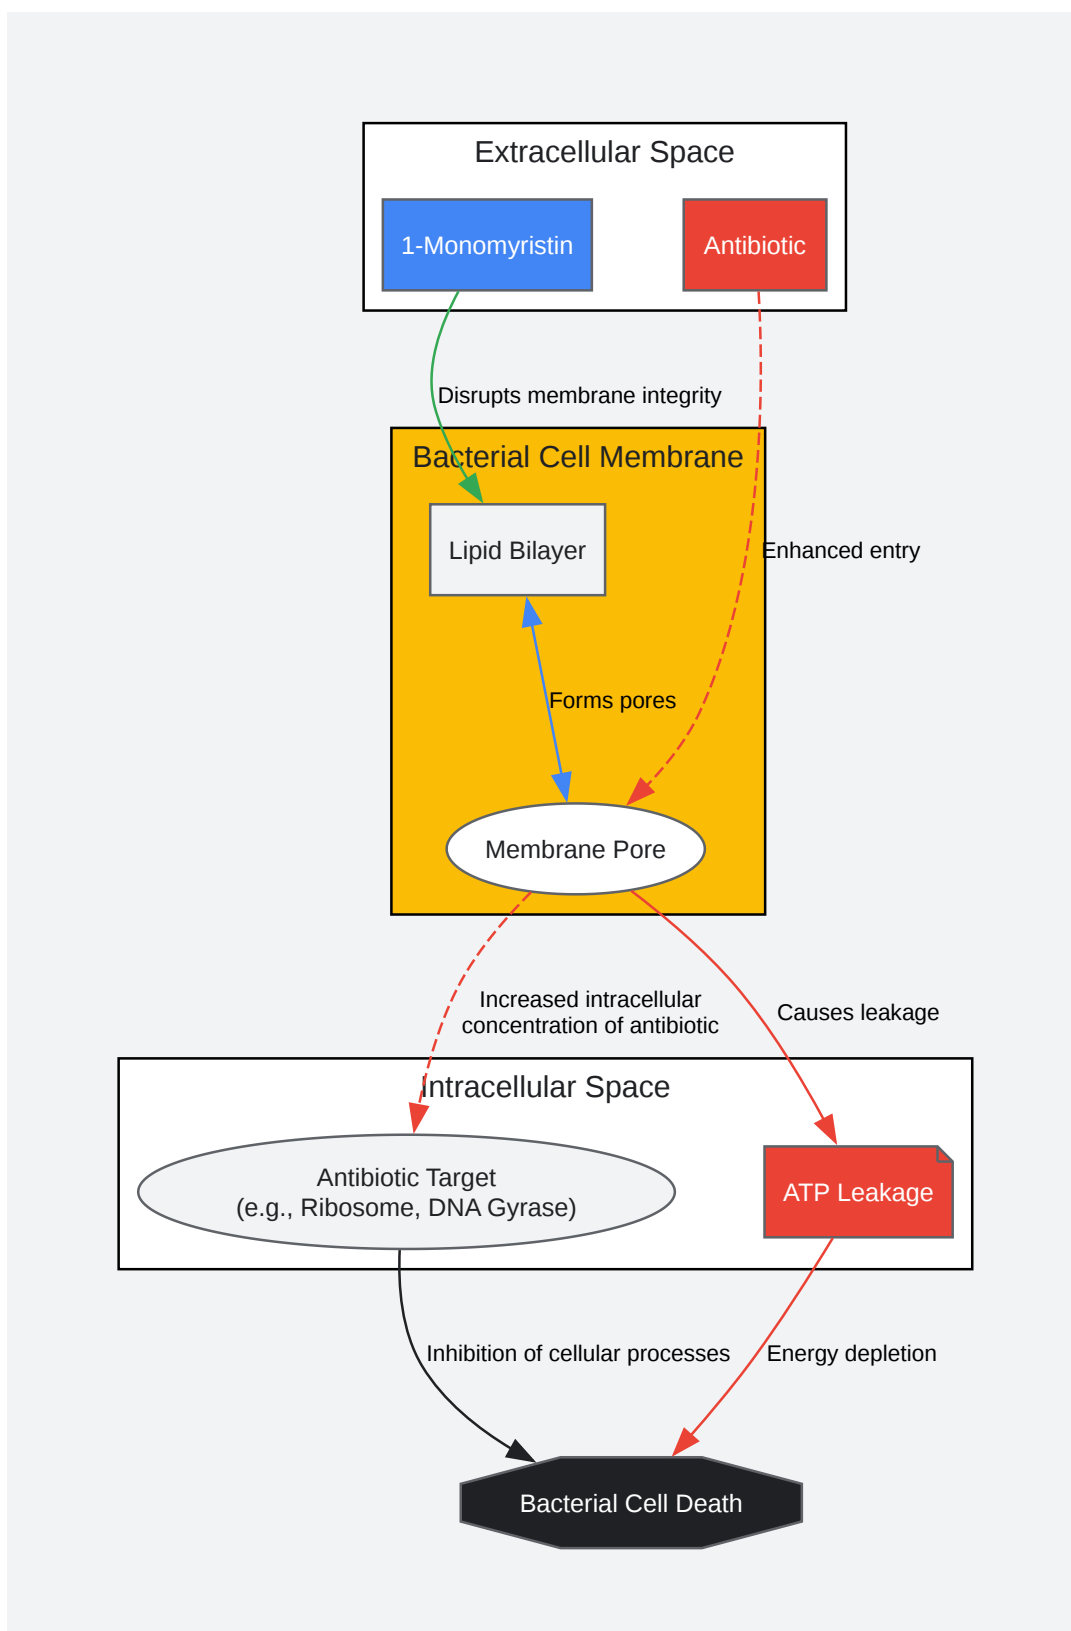 Extracellular Space
1-Monomyristin
Antibiotic
Disrupts membrane integrity
Bacterial Cell Membrane
Lipid Bilayer
Enhanced entry
Forms pores
Membrane Pore
Increased intracellular
concentration of antibiotic
Causes leakage
Intracellular Space
Antibiotic Target
(e.g., Ribosome, DNA Gyrase)
ATP Leakage
Inhibition of cellular processes
Energy depletion
Bacterial Cell Death